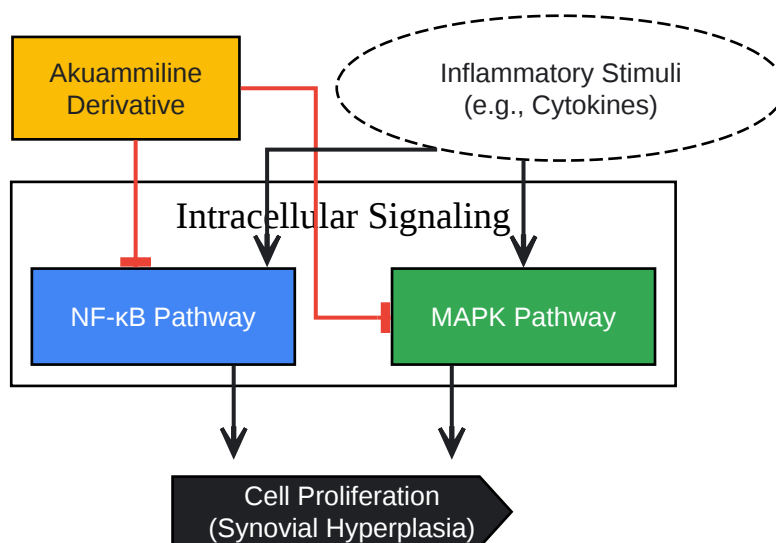 Akuammiline
Derivative
Inflammatory Stimuli
(e.g., Cytokines)
Intracellular Signaling
NF-κB Pathway
MAPK Pathway
Cell Proliferation
(Synovial Hyperplasia)